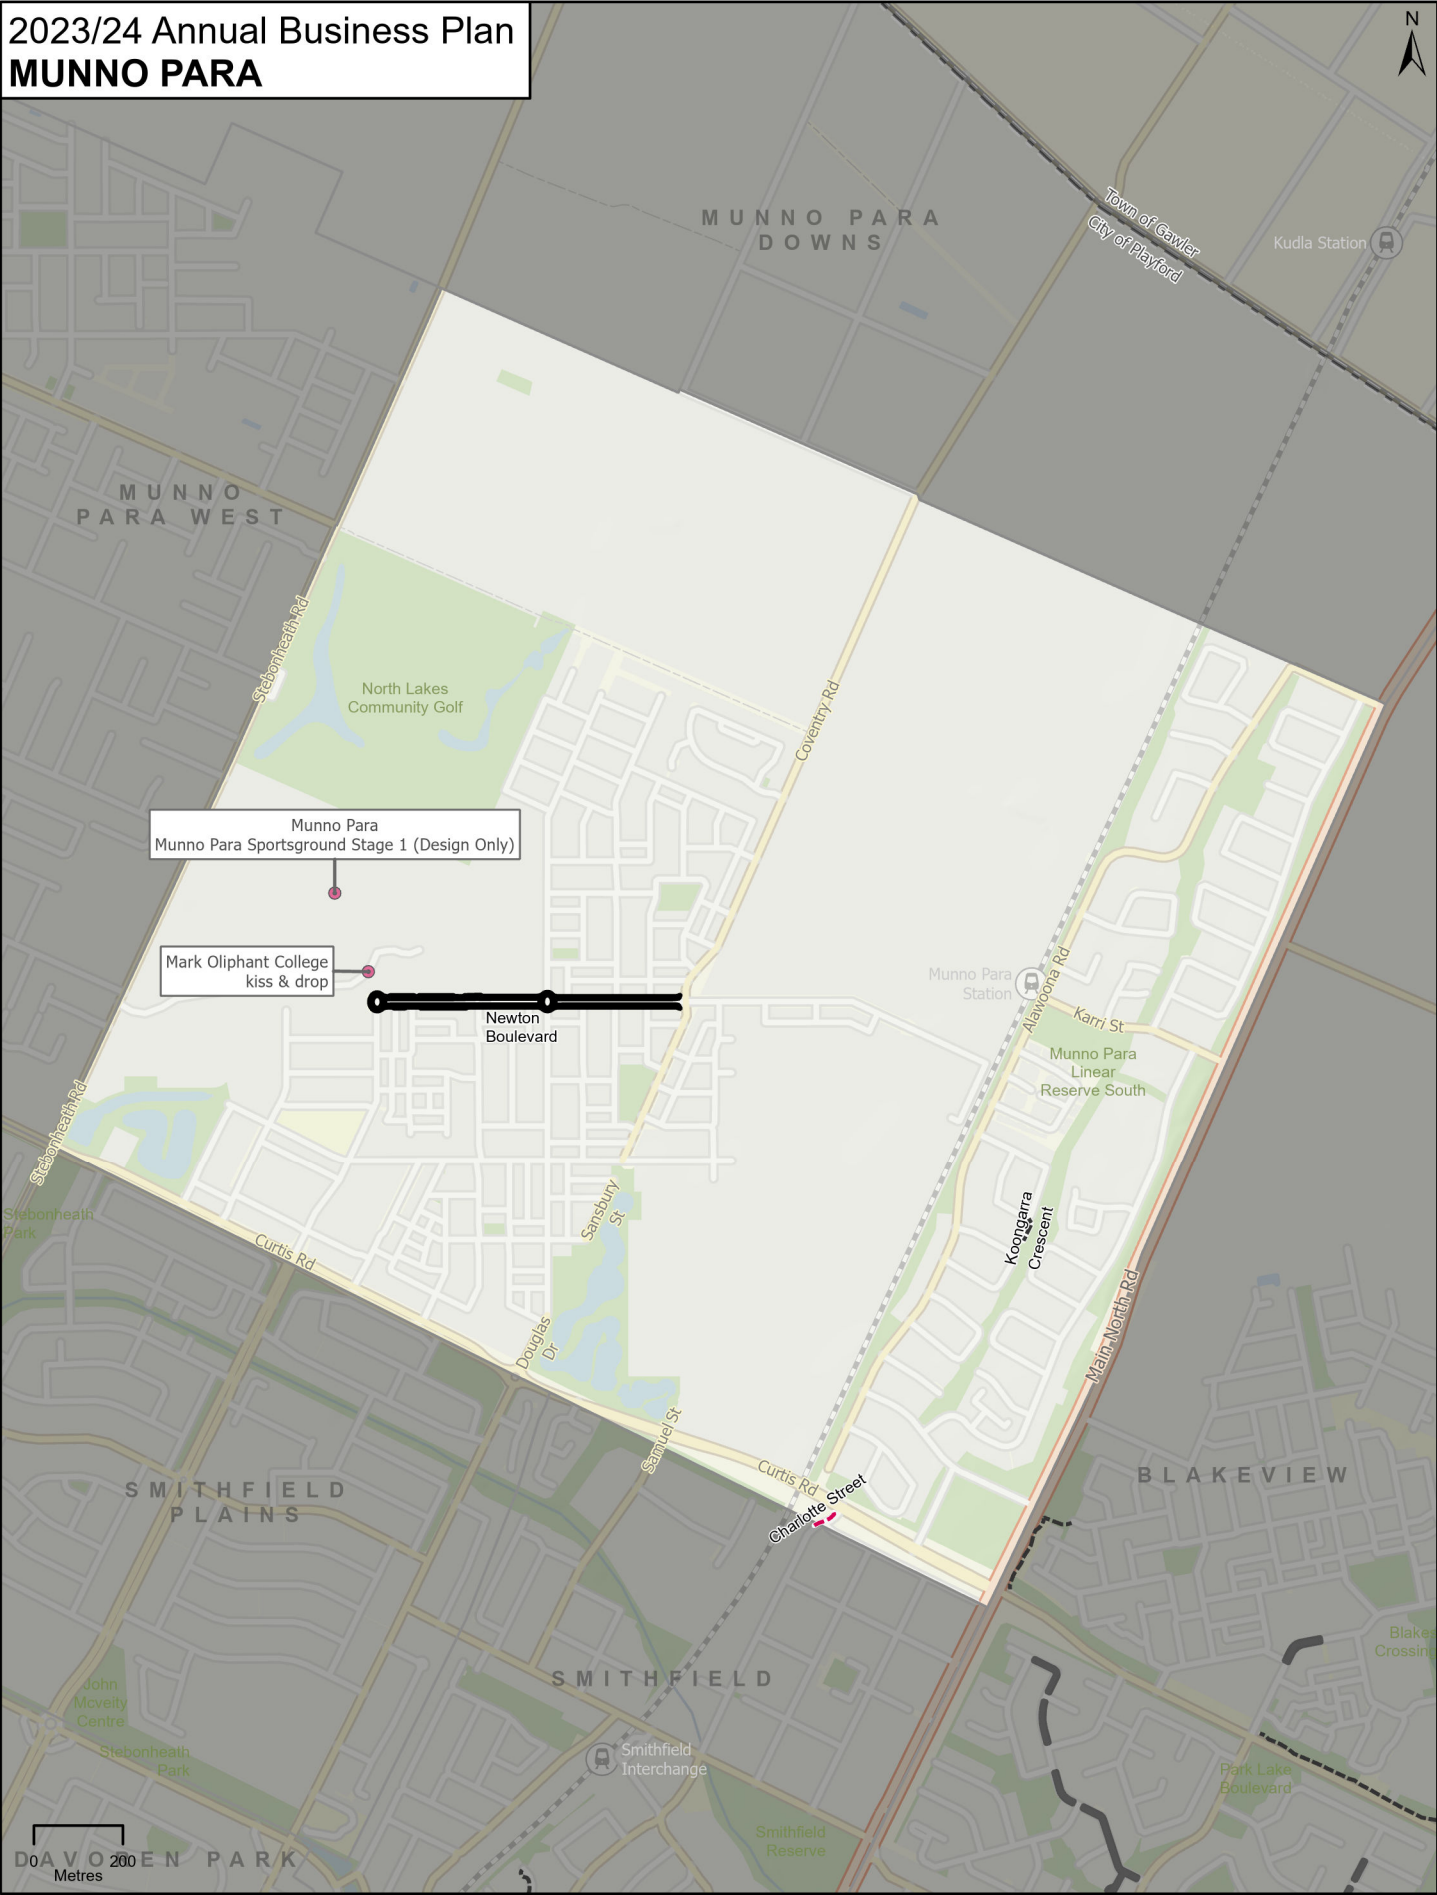 2023/24 Annual Business Plan
MUNNO PARA
N
MUNNO PARA
DOWNS
Town of Gawler
City of Playford
Kudla Station
MUNNO
PARA WEST
Stebonheath Rd
North Lakes
Community Golf
Coventry Rd
Munno Para
Munno Para Sportsground Stage 1 (Design Only)
Mark Oliphant College
kiss & drop
Newton
Boulevard
Munno Para
Station
Alawoona Rd
Karri St
Munno Para
Linear
Reserve South
Stebonheath Rd
Stebonheath
Park
Curtis Rd
Sansbury
St
Koongarra
Crescent
Douglas
Dr
Main North Rd
Samuel St
Curtis Rd
Charlotte Street
SMITHFIELD
PLAINS
BLAKEVIEW
SMITHFIELD
Blakes
Crossing
John
Mcveity
Centre
Stebonheath
Park
Smithfield
Interchange
Park Lake
Boulevard
Smithfield
Reserve
DAVOREN PARK
0 200
Metres